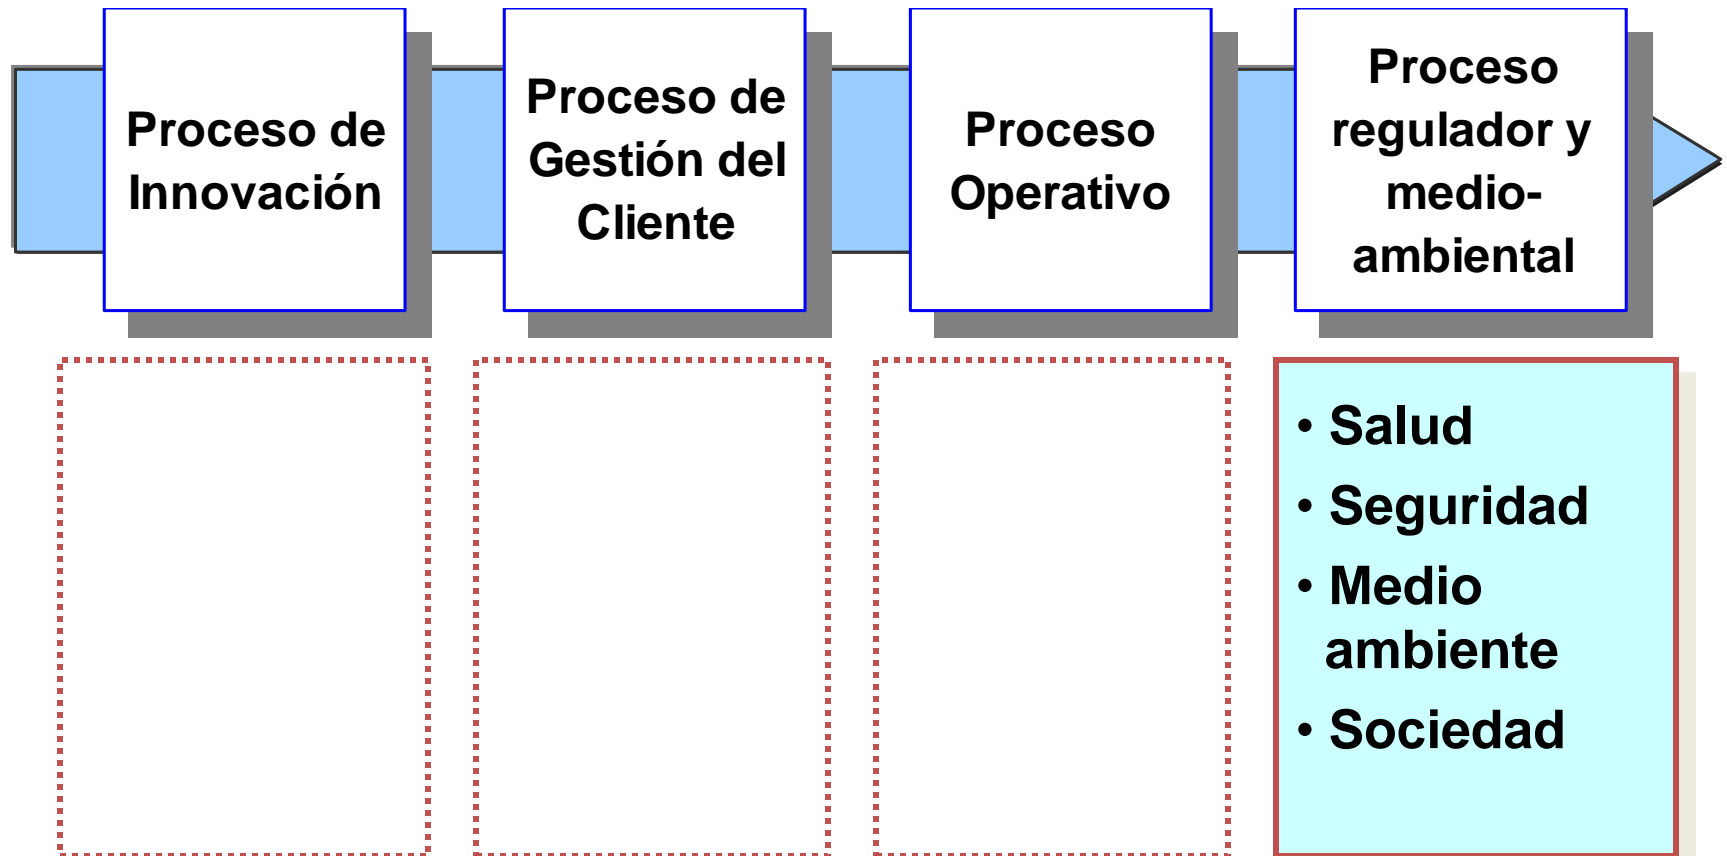 Proceso de
Innovación
Proceso de
Gestión del
Cliente
Proceso
Operativo
Proceso
regulador y
medio-
ambiental
• Salud
• Seguridad
• Medio
ambiente
• Sociedad